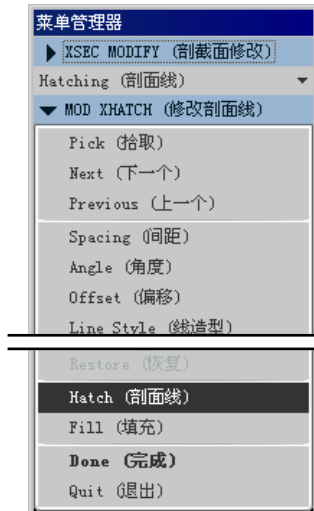 菜单管理器
XSEC MODIFY (剖截面修改)
Hatching (剖面线)
MOD XHATCH (修改剖面线)
Pick (拾取)
Next (下一个)
Previous (上一个)
Spacing (间距)
Angle (角度)
Offset (偏移)
Line Style (线造型)
Restore (恢复)
Hatch (剖面线)
Fill (填充)
Done (完成)
Quit (退出)